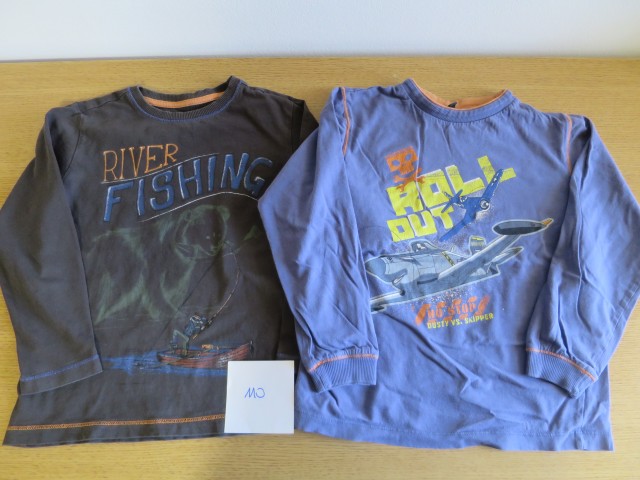 RIVER
FISHING
ROLL
OUT
DUSTY VS. SKIPPER
110